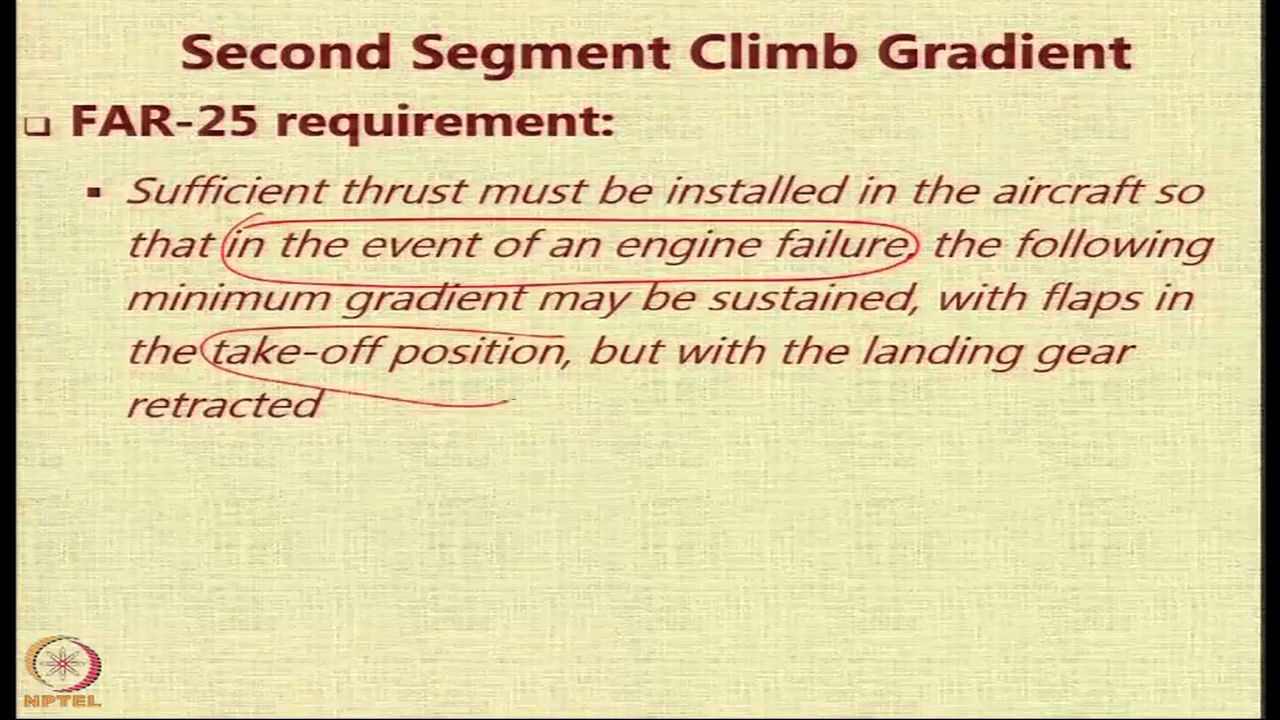 Second Segment Climb Gradient
FAR-25 requirement:
Sufficient thrust must be installed in the aircraft so
that in the event of an engine failure, the following
minimum gradient may be sustained, with flaps in
the take-off position, but with the landing gear
retracted
NPTEL